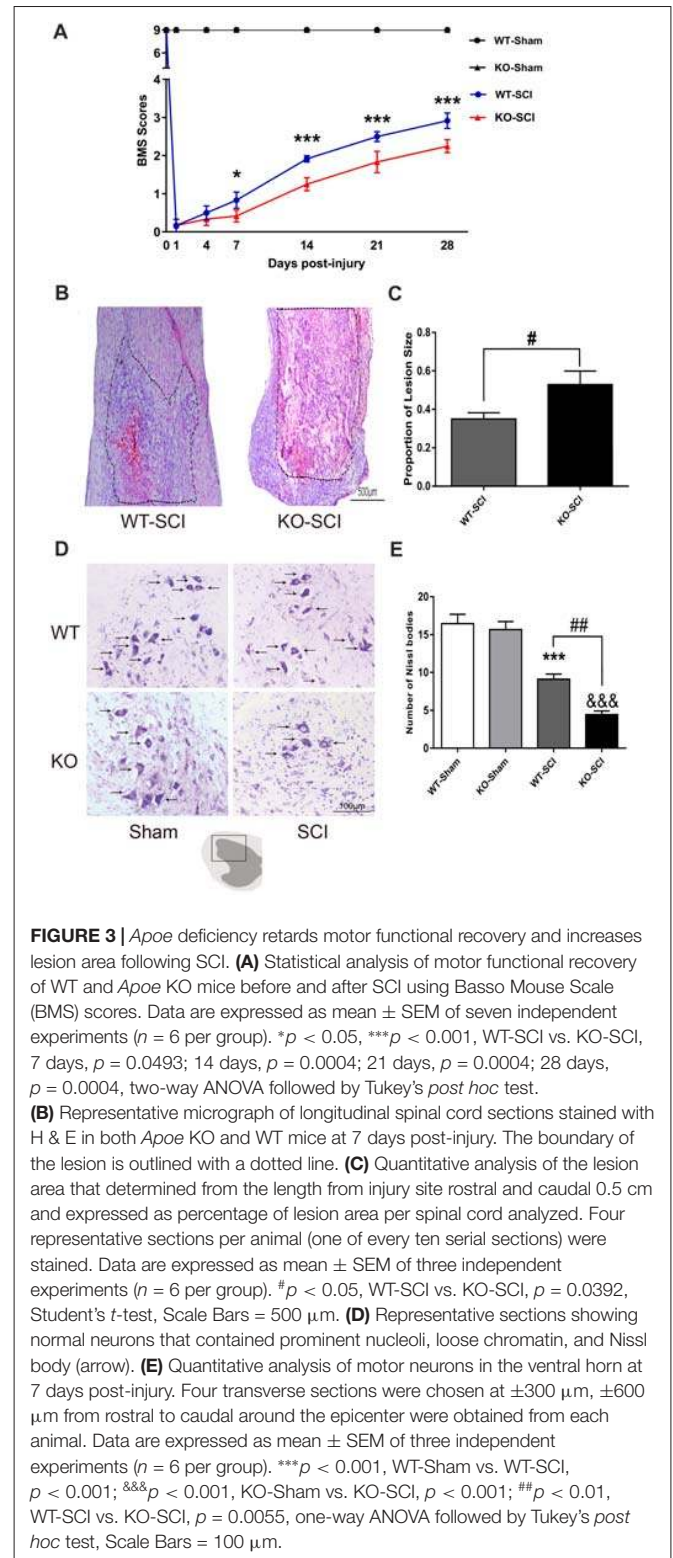 A
9
6
4
3
2
1
0
BMS Scores
0 1 4 7 14 21 28
Days post-injury
* *** *** ***
WT-Sham
KO-Sham
WT-SCI
KO-SCI
B
WT-SCI
KO-SCI
500μm
C
Proportion of Lesion Size
0.8
0.6
0.4
0.2
0.0
#
WT-SCI
KO-SCI
D
WT
KO
Sham
SCI
100μm
E
Number of Nissl bodies
20
15
10
5
0
***
##
&&&
WT-Sham
KO-Sham
WT-SCI
KO-SCI
FIGURE 3 | Apoe deficiency retards motor functional recovery and increases
lesion area following SCI. (A) Statistical analysis of motor functional recovery
of WT and Apoe KO mice before and after SCI using Basso Mouse Scale
(BMS) scores. Data are expressed as mean ± SEM of seven independent
experiments (n = 6 per group). *p < 0.05, ***p < 0.001, WT-SCI vs. KO-SCI,
7 days, p = 0.0493; 14 days, p = 0.0004; 21 days, p = 0.0004; 28 days,
p = 0.0004, two-way ANOVA followed by Tukey's post hoc test.
(B) Representative micrograph of longitudinal spinal cord sections stained with
H & E in both Apoe KO and WT mice at 7 days post-injury. The boundary of
the lesion is outlined with a dotted line. (C) Quantitative analysis of the lesion
area that determined from the length from injury site rostral and caudal 0.5 cm
and expressed as percentage of lesion area per spinal cord analyzed. Four
representative sections per animal (one of every ten serial sections) were
stained. Data are expressed as mean ± SEM of three independent
experiments (n = 6 per group). #p < 0.05, WT-SCI vs. KO-SCI, p = 0.0392,
Student's t-test, Scale Bars = 500 μm. (D) Representative sections showing
normal neurons that contained prominent nucleoli, loose chromatin, and Nissl
body (arrow). (E) Quantitative analysis of motor neurons in the ventral horn at
7 days post-injury. Four transverse sections were chosen at ±300 μm, ±600
μm from rostral to caudal around the epicenter were obtained from each
animal. Data are expressed as mean ± SEM of three independent
experiments (n = 6 per group). ***p < 0.001, WT-Sham vs. WT-SCI,
p < 0.001; &&&p < 0.001, KO-Sham vs. KO-SCI, p < 0.001; ##p < 0.01,
WT-SCI vs. KO-SCI, p = 0.0055, one-way ANOVA followed by Tukey's post
hoc test, Scale Bars = 100 μm.